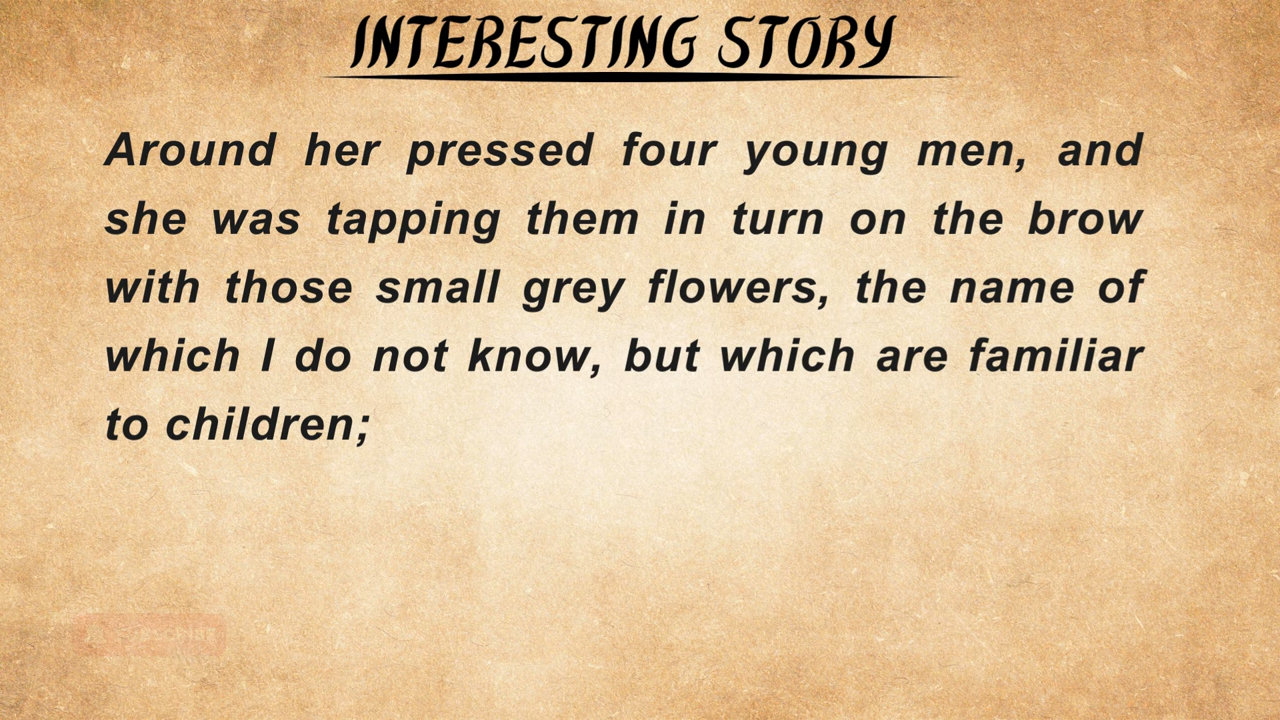 INTERESTING STORY
Around her pressed four young men, and
she was tapping them in turn on the brow
with those small grey flowers, the name of
which I do not know, but which are familiar
to children;